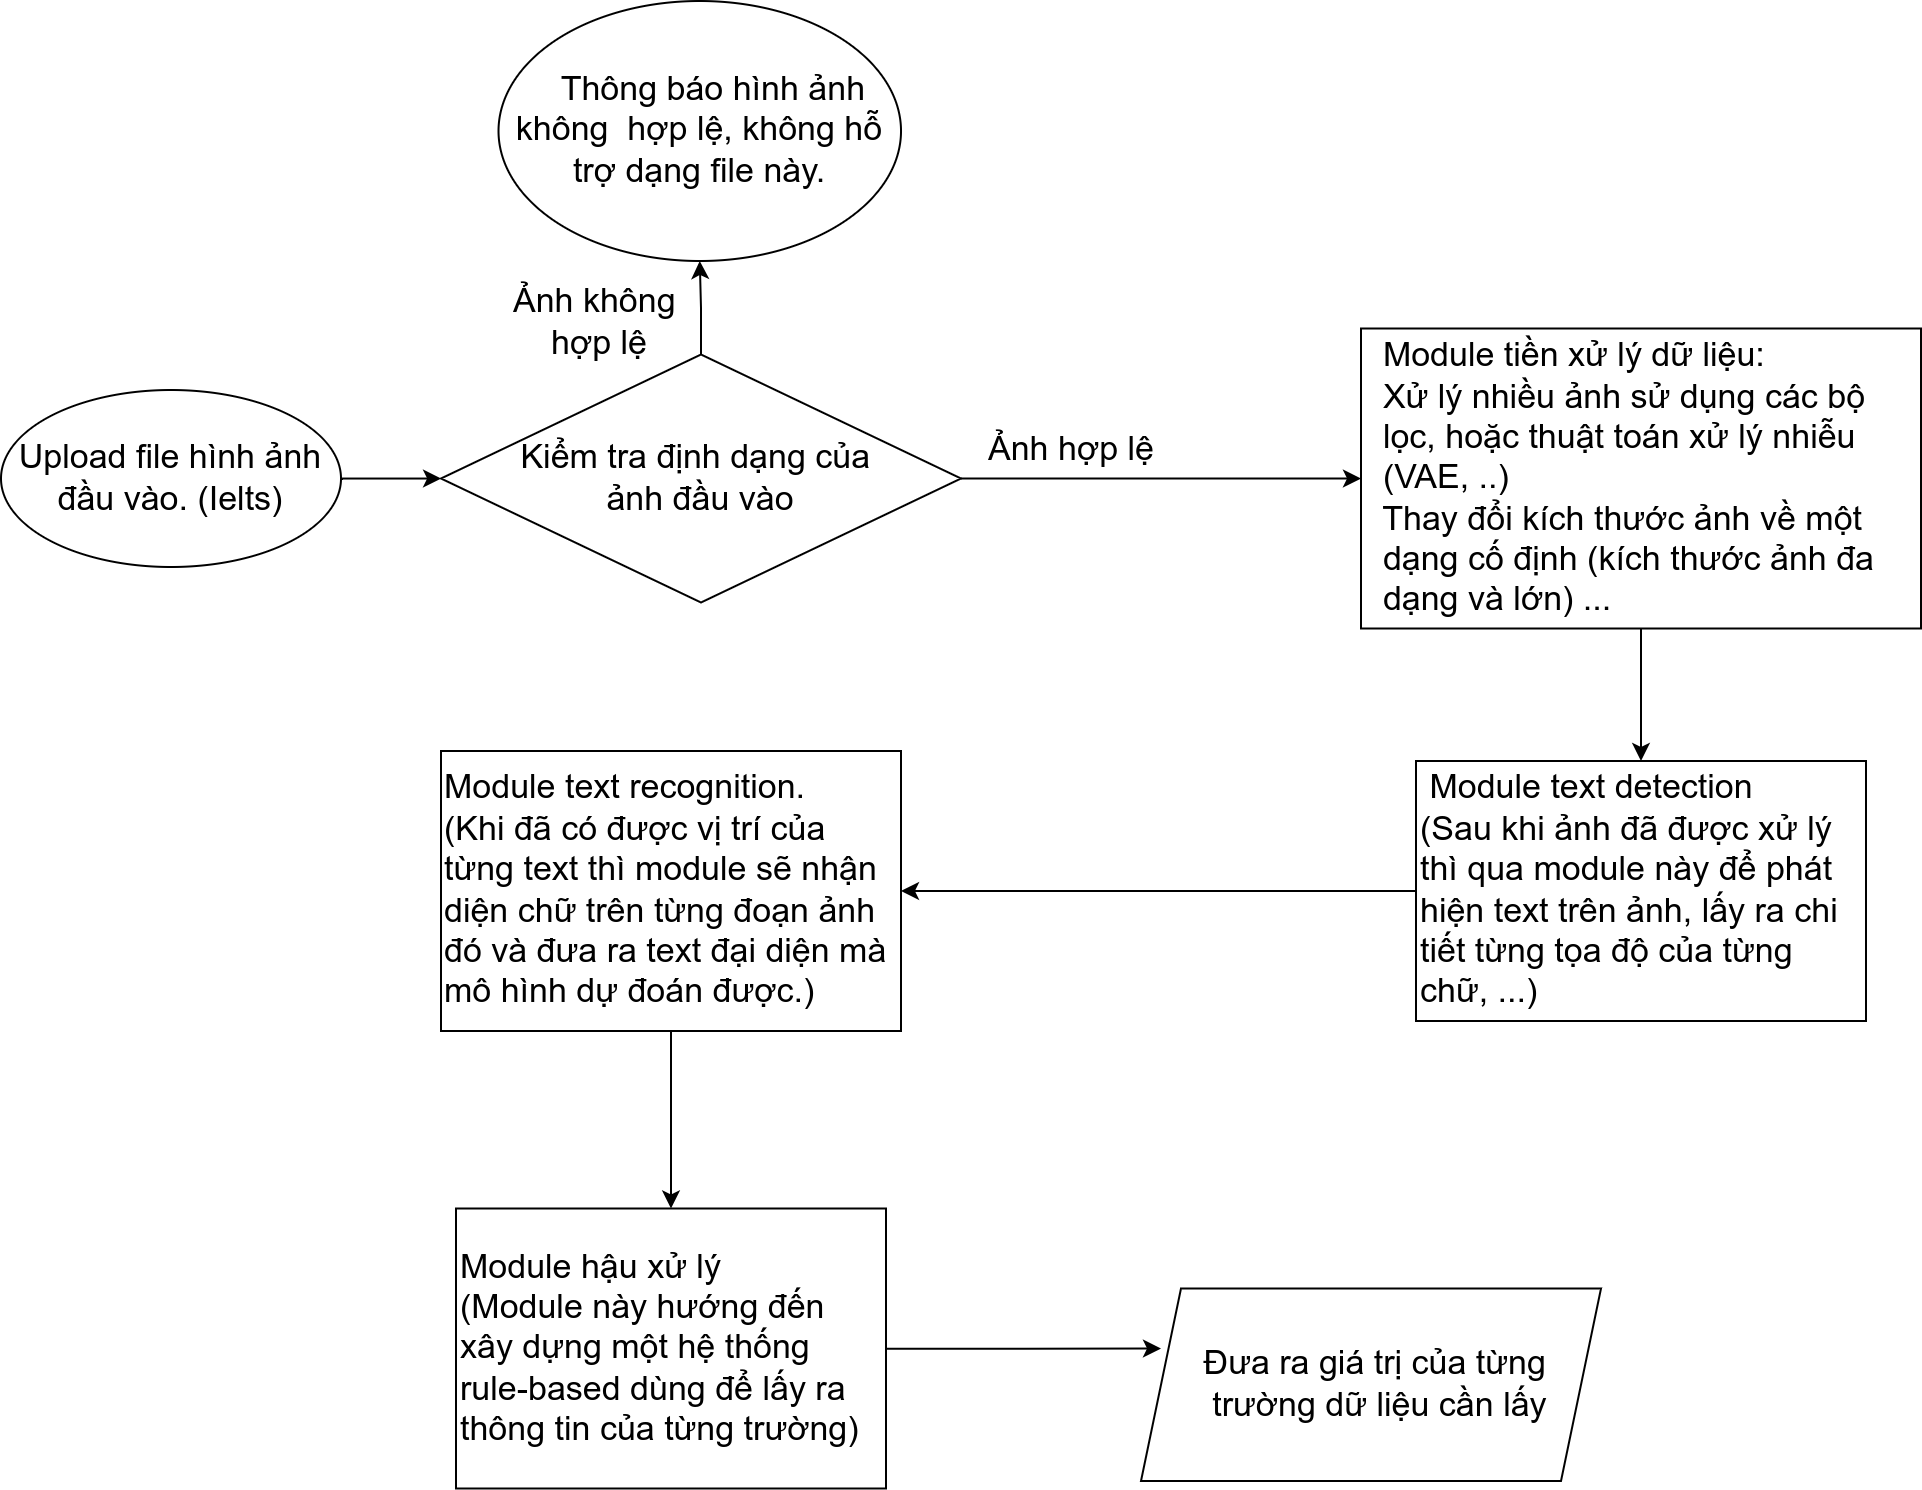 Thông báo hình ảnh
không hợp lệ, không hỗ
trợ dạng file này.
Ảnh không
hợp lệ
Upload file hình ảnh
đầu vào. (Ielts)
Kiểm tra định dạng của
ảnh đầu vào
Ảnh hợp lệ
Module tiền xử lý dữ liệu:
Xử lý nhiều ảnh sử dụng các bộ
lọc, hoặc thuật toán xử lý nhiễu
(VAE, ..)
Thay đổi kích thước ảnh về một
dạng cố định (kích thước ảnh đa
dạng và lớn) ...
Module text detection
(Sau khi ảnh đã được xử lý
thì qua module này để phát
hiện text trên ảnh, lấy ra chi
tiết từng tọa độ của từng
chữ, ...)
Module text recognition.
(Khi đã có được vị trí của
từng text thì module sẽ nhận
diện chữ trên từng đoạn ảnh
đó và đưa ra text đại diện mà
mô hình dự đoán được.)
Module hậu xử lý
(Module này hướng đến
xây dựng một hệ thống
rule-based dùng để lấy ra
thông tin của từng trường)
Đưa ra giá trị của từng
trường dữ liệu cần lấy